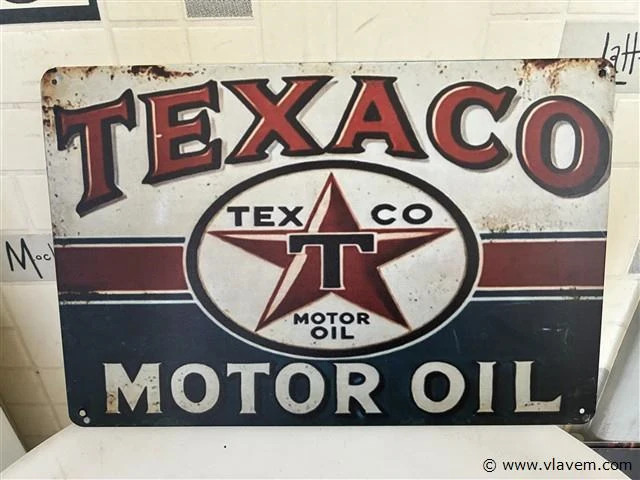 TEXACO
TEX CO
T
MOTOR
OIL
MOTOR OIL
© www.vlavem.com